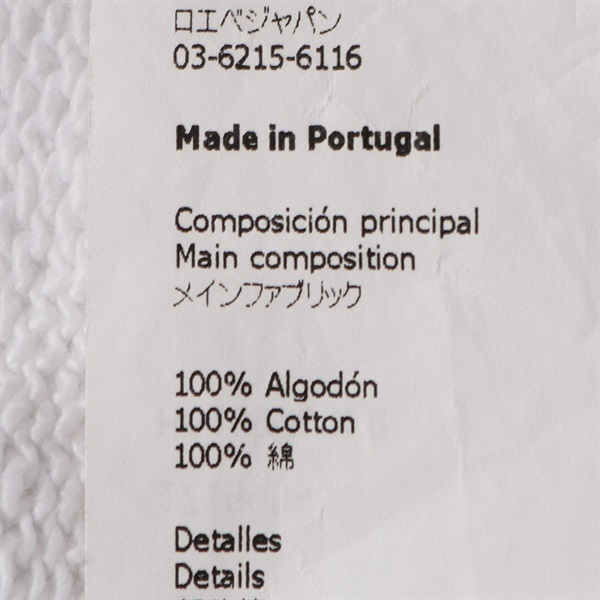 ロエベジャパン
03-6215-6116
Made in Portugal
Composición principal
Main composition
メインファブリック
100% Algodón
100% Cotton
100% 綿
Detalles
Details